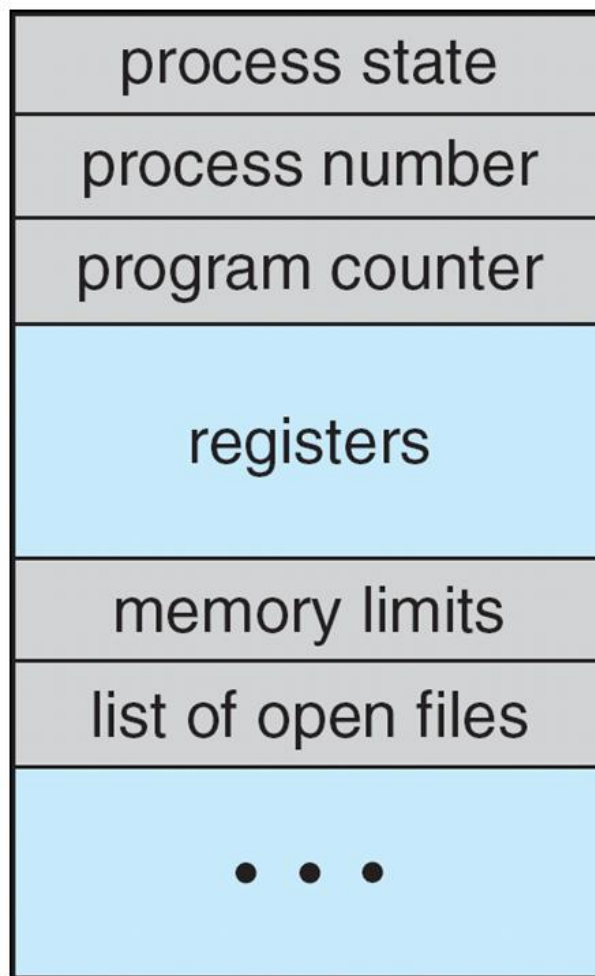 process state
process number
program counter
registers
memory limits
list of open files
• • •